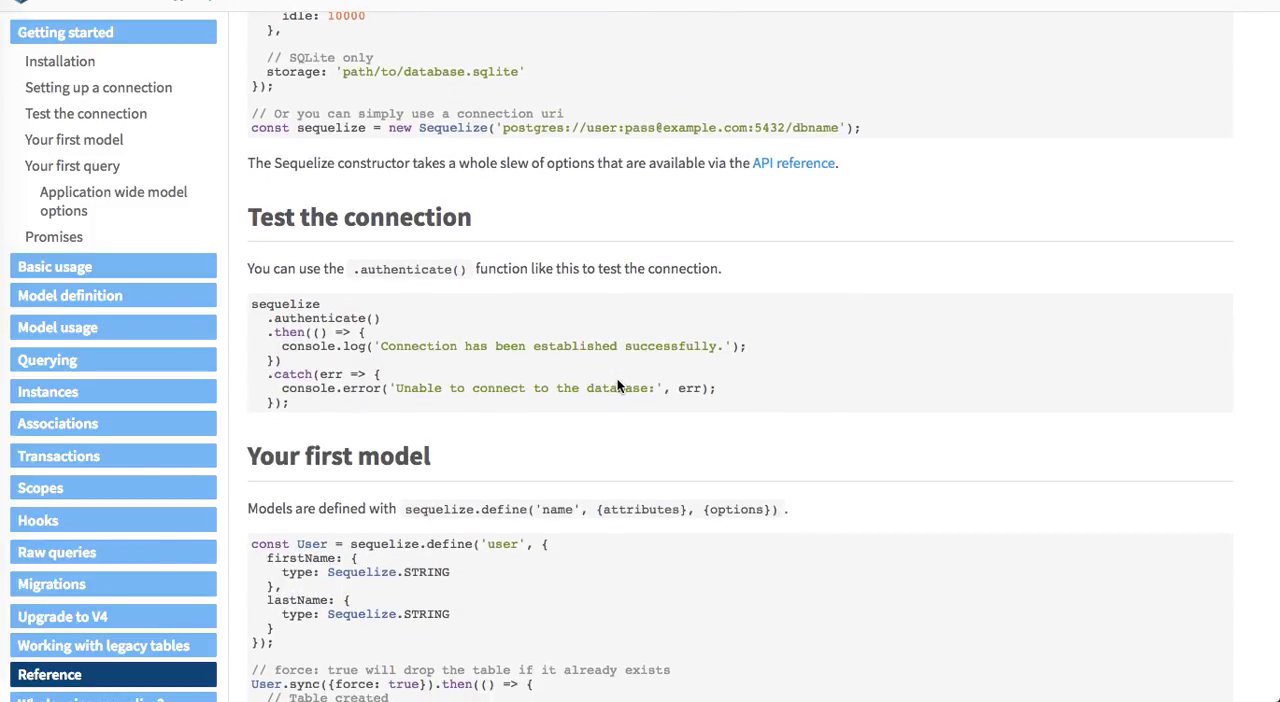 Getting started
Installation
Setting up a connection
Test the connection
Your first model
Your first query
Application wide model
options
Promises
Basic usage
Model definition
Model usage
Querying
Instances
Associations
Transactions
Scopes
Hooks
Raw queries
Migrations
Upgrade to V4
Working with legacy tables
Reference
idle: 10000
},
// SQLite only
storage: 'path/to/database.sqlite'
});
// Or you can simply use a connection uri
const sequelize = new Sequelize('postgres://user:pass@example.com:5432/dbname');
The Sequelize constructor takes a whole slew of options that are available via the API reference.
Test the connection
You can use the .authenticate() function like this to test the connection.
sequelize
.authenticate()
.then(() => {
console.log('Connection has been established successfully.');
})
.catch(err => {
console.error('Unable to connect to the database:', err);
});
Your first model
Models are defined with sequelize.define('name', {attributes}, {options}).
const User = sequelize.define('user', {
firstName: {
type: Sequelize.STRING
},
lastName: {
type: Sequelize.STRING
}
});
// force: true will drop the table if it already exists
User.sync({force: true}).then(() => {
// Table created